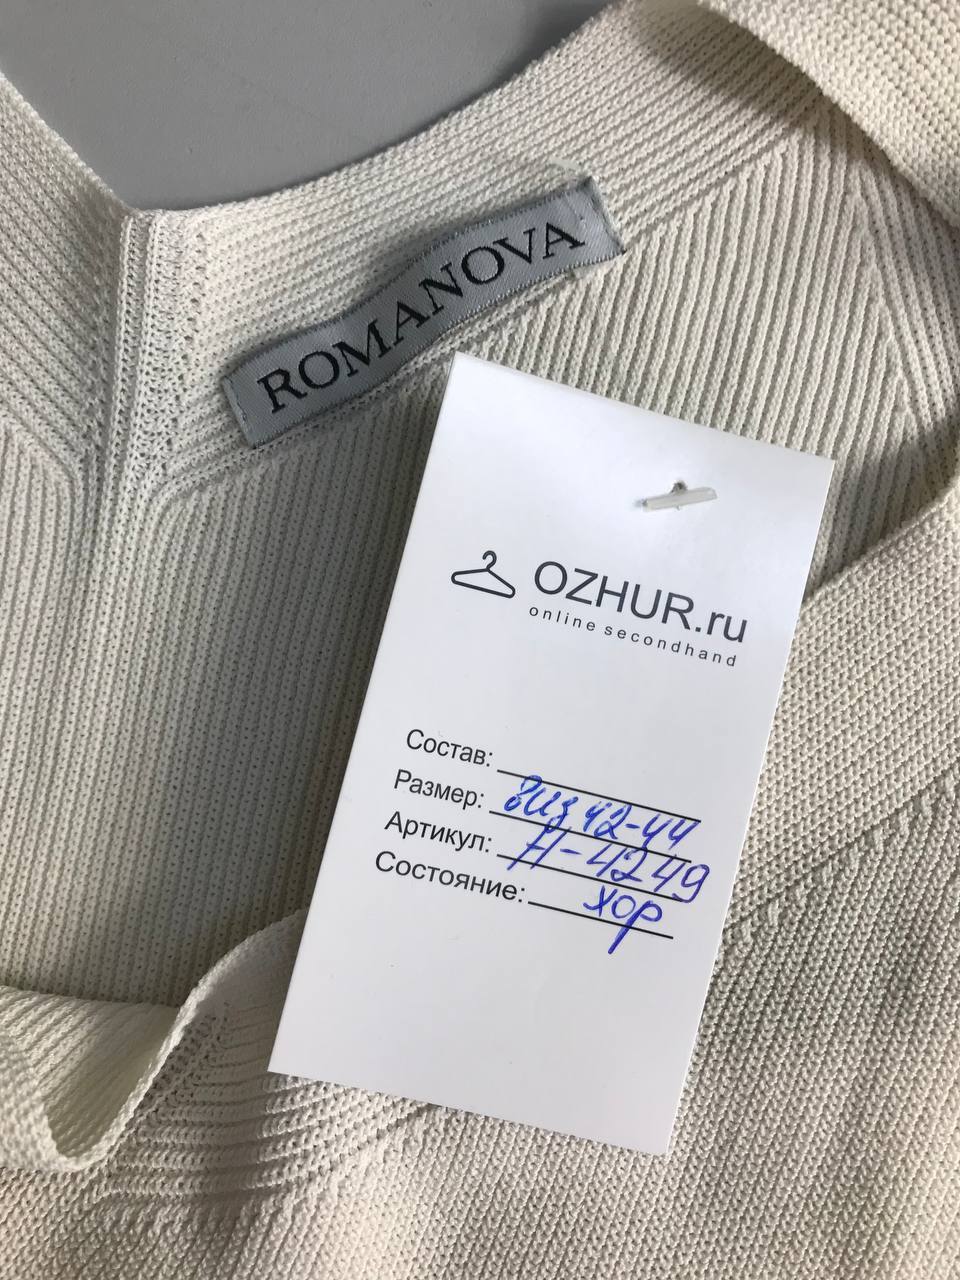 ROMANOVA
OZHUR.ru
online secondhand
Состав:
Размер: виз 42-44
Артикул: Н-4249
Состояние: хор